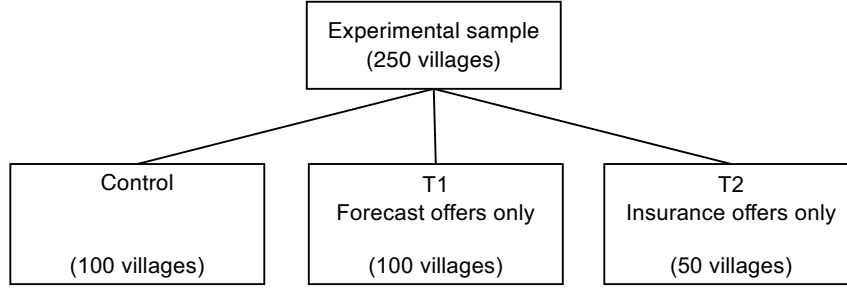 Experimental sample
(250 villages)
Control
(100 villages)
T1
Forecast offers only
(100 villages)
T2
Insurance offers only
(50 villages)